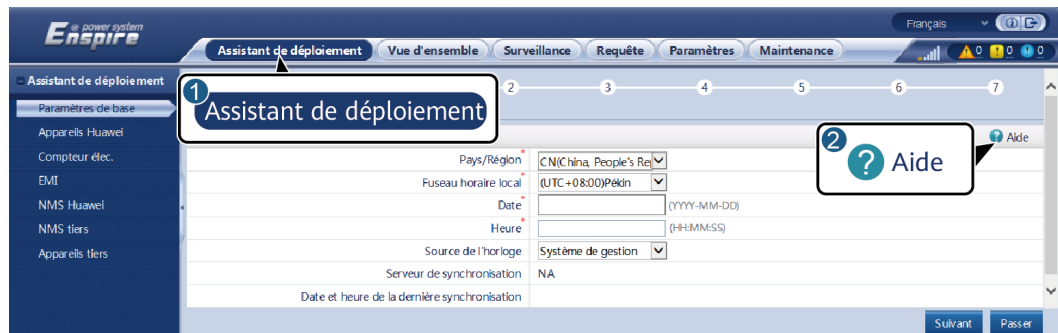 e power system
Enspire
Français
Assistant de déploiement Vue d'ensemble Surveillance Requête Paramètres Maintenance
0 0 0
Assistant de déploiement
Paramètres de base
Appareils Huawei
Compteur élec.
EMI
NMS Huawei
NMS tiers
Appareils tiers
1
Assistant de déploiement
2 3 4 5 6 7
2
? Aide
? Aide
Pays/Région* CN(China, People's Re
Fuseau horaire local* (UTC+08:00)Pékin
Date* (YYYY-MM-DD)
Heure* (HH:MM:SS)
Source de l'horloge Système de gestion
Serveur de synchronisation NA
Date et heure de la dernière synchronisation
Suivant Passer